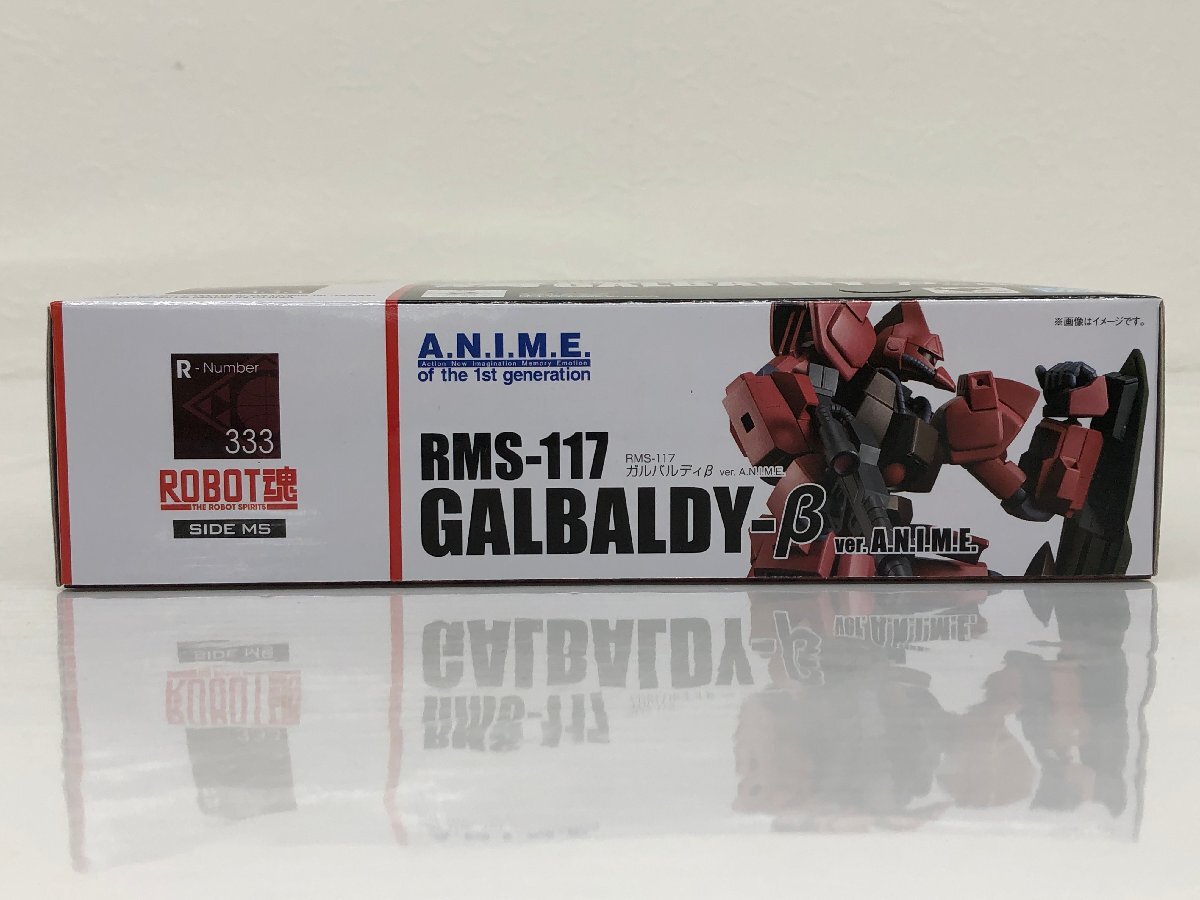 R - Number
333
ROBOT魂
THE ROBOT SPIRITS
SIDE MS
A.N.I.M.E.
Action New Imagination Memory Emotion
of the 1st generation
※画像はイメージです。
RMS-117
RMS-117
ガルバルディβ ver. A.N.I.M.E.
GALBALDY-β ver. A.N.I.M.E.